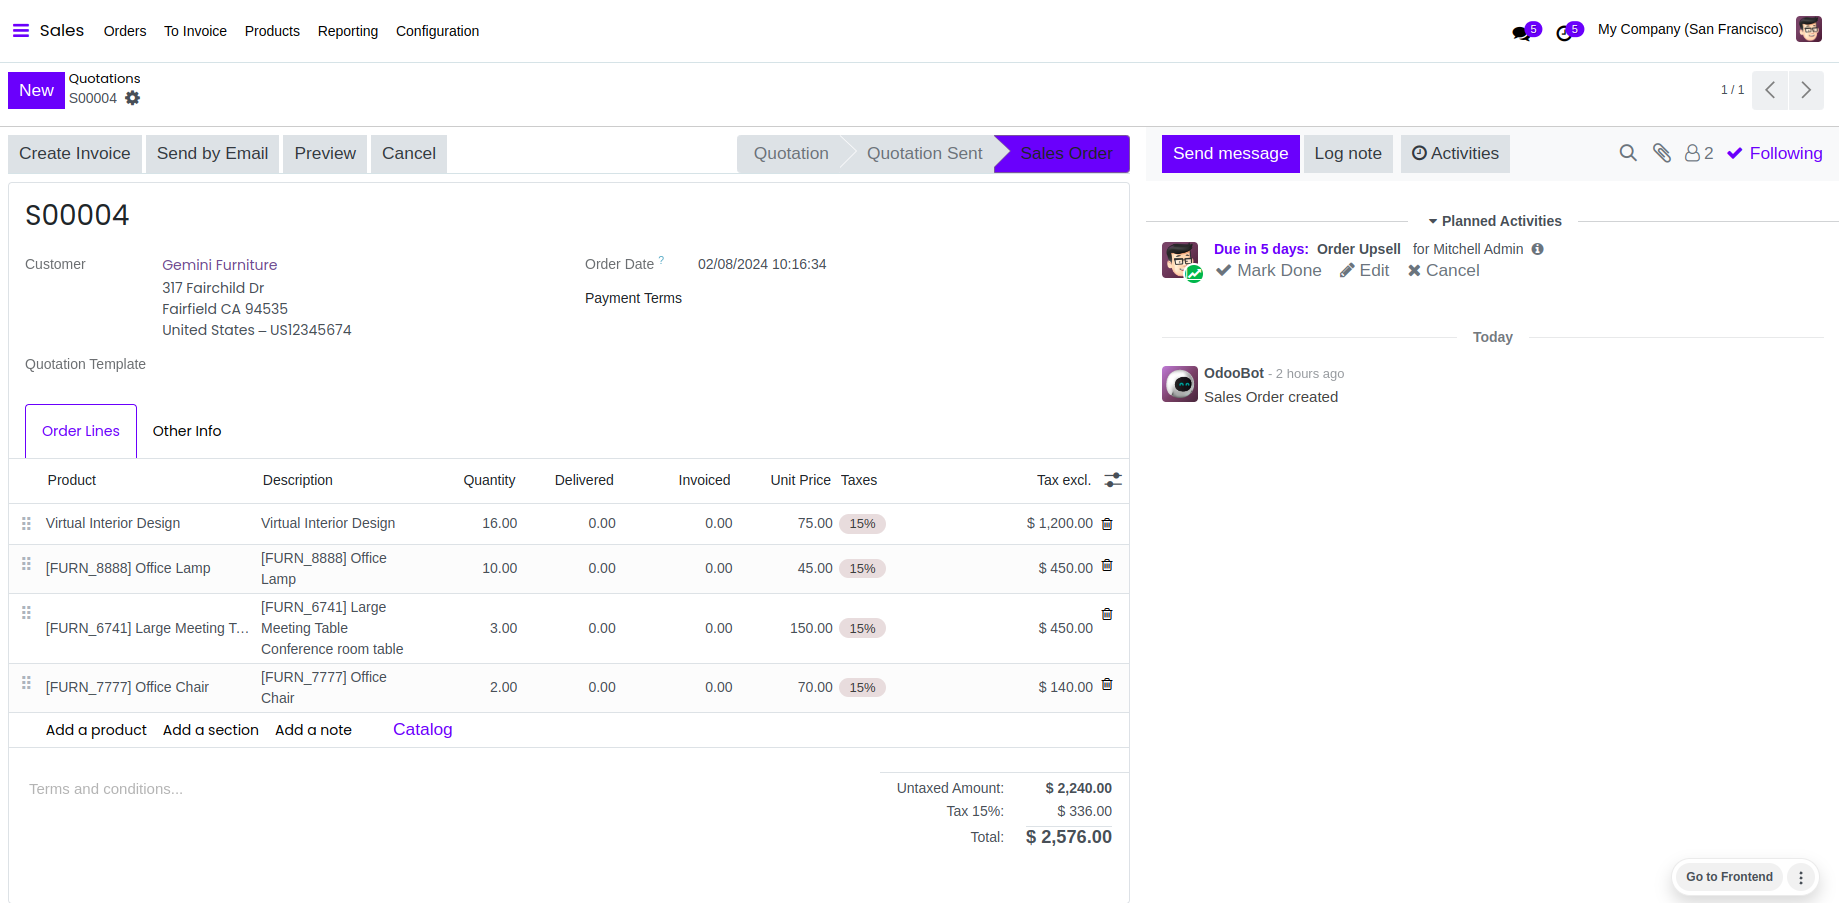 Sales Orders To Invoice Products Reporting Configuration 5 5 My Company (San Francisco)
New Quotations
S00004
1 / 1
Create Invoice Send by Email Preview Cancel Quotation Quotation Sent Sales Order Send message Log note Activities 2 Following
S00004
Customer Gemini Furniture
317 Fairchild Dr
Fairfield CA 94535
United States – US12345674
Order Date ? 02/08/2024 10:16:34
Payment Terms
Quotation Template
Order Lines Other Info
Product Description Quantity Delivered Invoiced Unit Price Taxes Tax excl.
Virtual Interior Design Virtual Interior Design 16.00 0.00 0.00 75.00 15% $ 1,200.00
[FURN_8888] Office Lamp [FURN_8888] Office 10.00 0.00 0.00 45.00 15% $ 450.00
Lamp
[FURN_6741] Large Meeting T... [FURN_6741] Large 3.00 0.00 0.00 150.00 15% $ 450.00
Meeting Table
Conference room table
[FURN_7777] Office Chair [FURN_7777] Office 2.00 0.00 0.00 70.00 15% $ 140.00
Chair
Add a product Add a section Add a note Catalog
Terms and conditions...
Untaxed Amount: $ 2,240.00
Tax 15%: $ 336.00
Total: $ 2,576.00
Planned Activities
Due in 5 days: Order Upsell for Mitchell Admin
Mark Done Edit Cancel
Today
OdooBot - 2 hours ago
Sales Order created
Go to Frontend